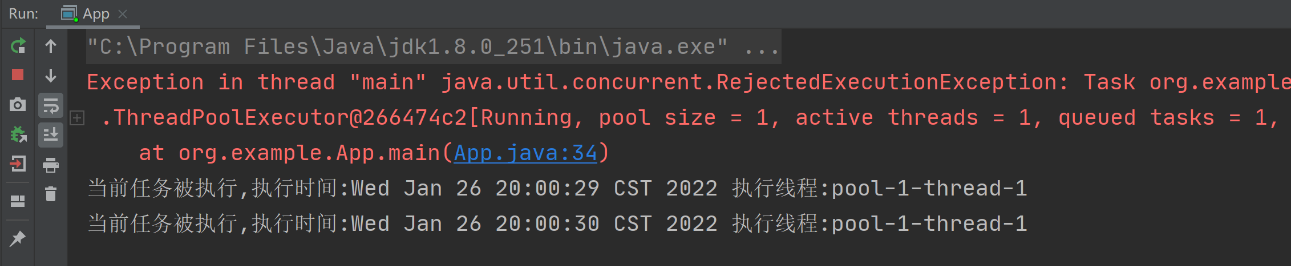 Run: App
"C:\Program Files\Java\jdk1.8.0_251\bin\java.exe" ...
Exception in thread "main" java.util.concurrent.RejectedExecutionException: Task org.example
.ThreadPoolExecutor@266474c2[Running, pool size = 1, active threads = 1, queued tasks = 1,
at org.example.App.main(App.java:34)
当前任务被执行,执行时间:Wed Jan 26 20:00:29 CST 2022 执行线程:pool-1-thread-1
当前任务被执行,执行时间:Wed Jan 26 20:00:30 CST 2022 执行线程:pool-1-thread-1